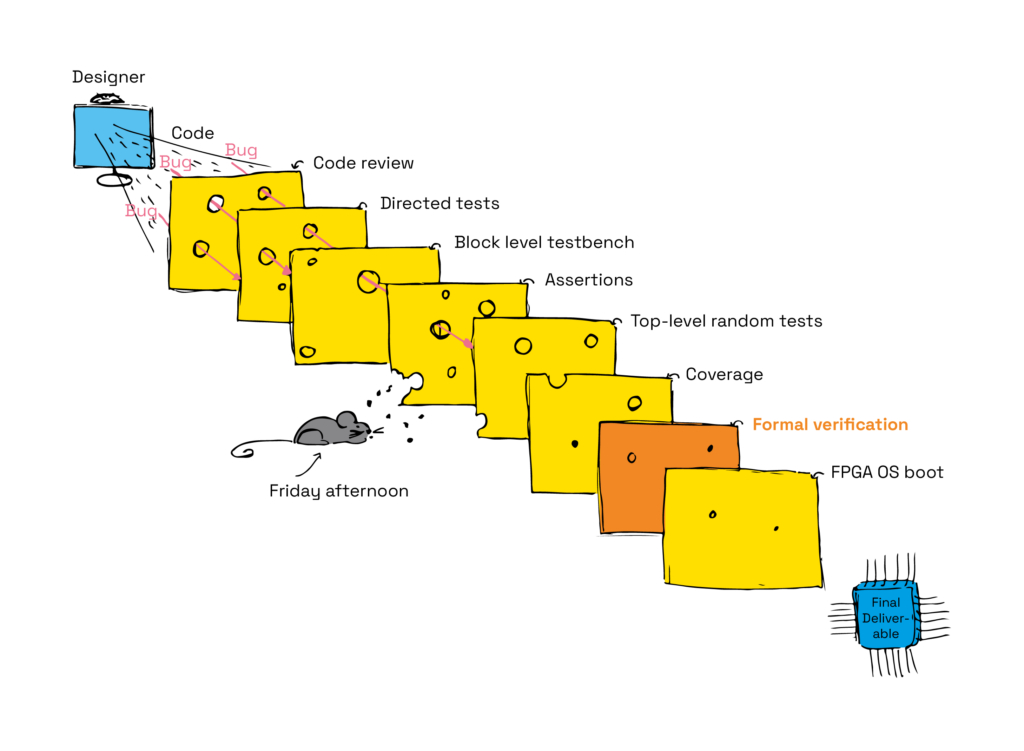 Designer
Code
Bug
Bug
Bug
Code review
Directed tests
Block level testbench
Assertions
Top-level random tests
Coverage
Formal verification
FPGA OS boot
Friday afternoon
Final
Deliver-
able